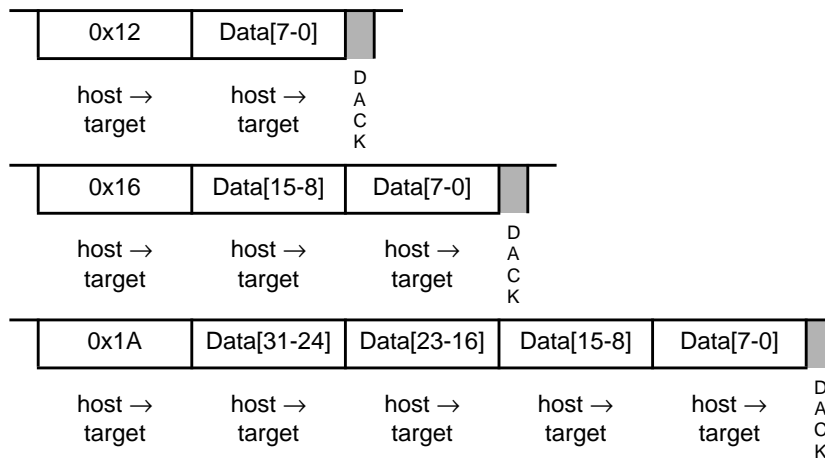 0x12 Data[7-0]
host → host → D
target target A
C
K
0x16 Data[15-8] Data[7-0]
host → host → host → D
target target target A
C
K
0x1A Data[31-24] Data[23-16] Data[15-8] Data[7-0]
host → host → host → host → host → D
target target target target target A
C
K